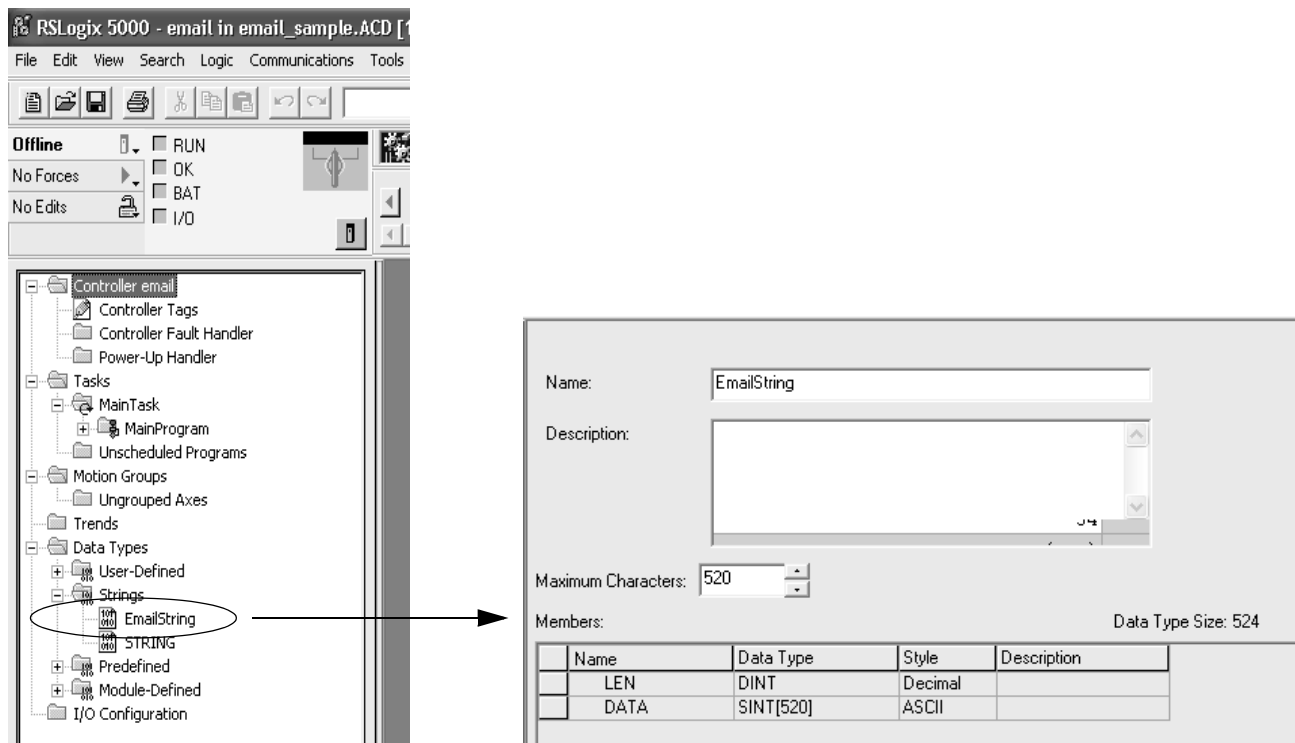 RSLogix 5000 - email in email_sample.ACD [1
File Edit View Search Logic Communications Tools
Offline
RUN
No Forces
OK
BAT
No Edits
I/O
Controller email
Controller Tags
Controller Fault Handler
Power-Up Handler
Tasks
MainTask
MainProgram
Unscheduled Programs
Motion Groups
Ungrouped Axes
Trends
Data Types
User-Defined
Strings
EmailString
STRING
Predefined
Module-Defined
I/O Configuration
Name: EmailString
Description:
Maximum Characters: 520
Members: Data Type Size: 524
Name Data Type Style Description
LEN DINT Decimal
DATA SINT[520] ASCII